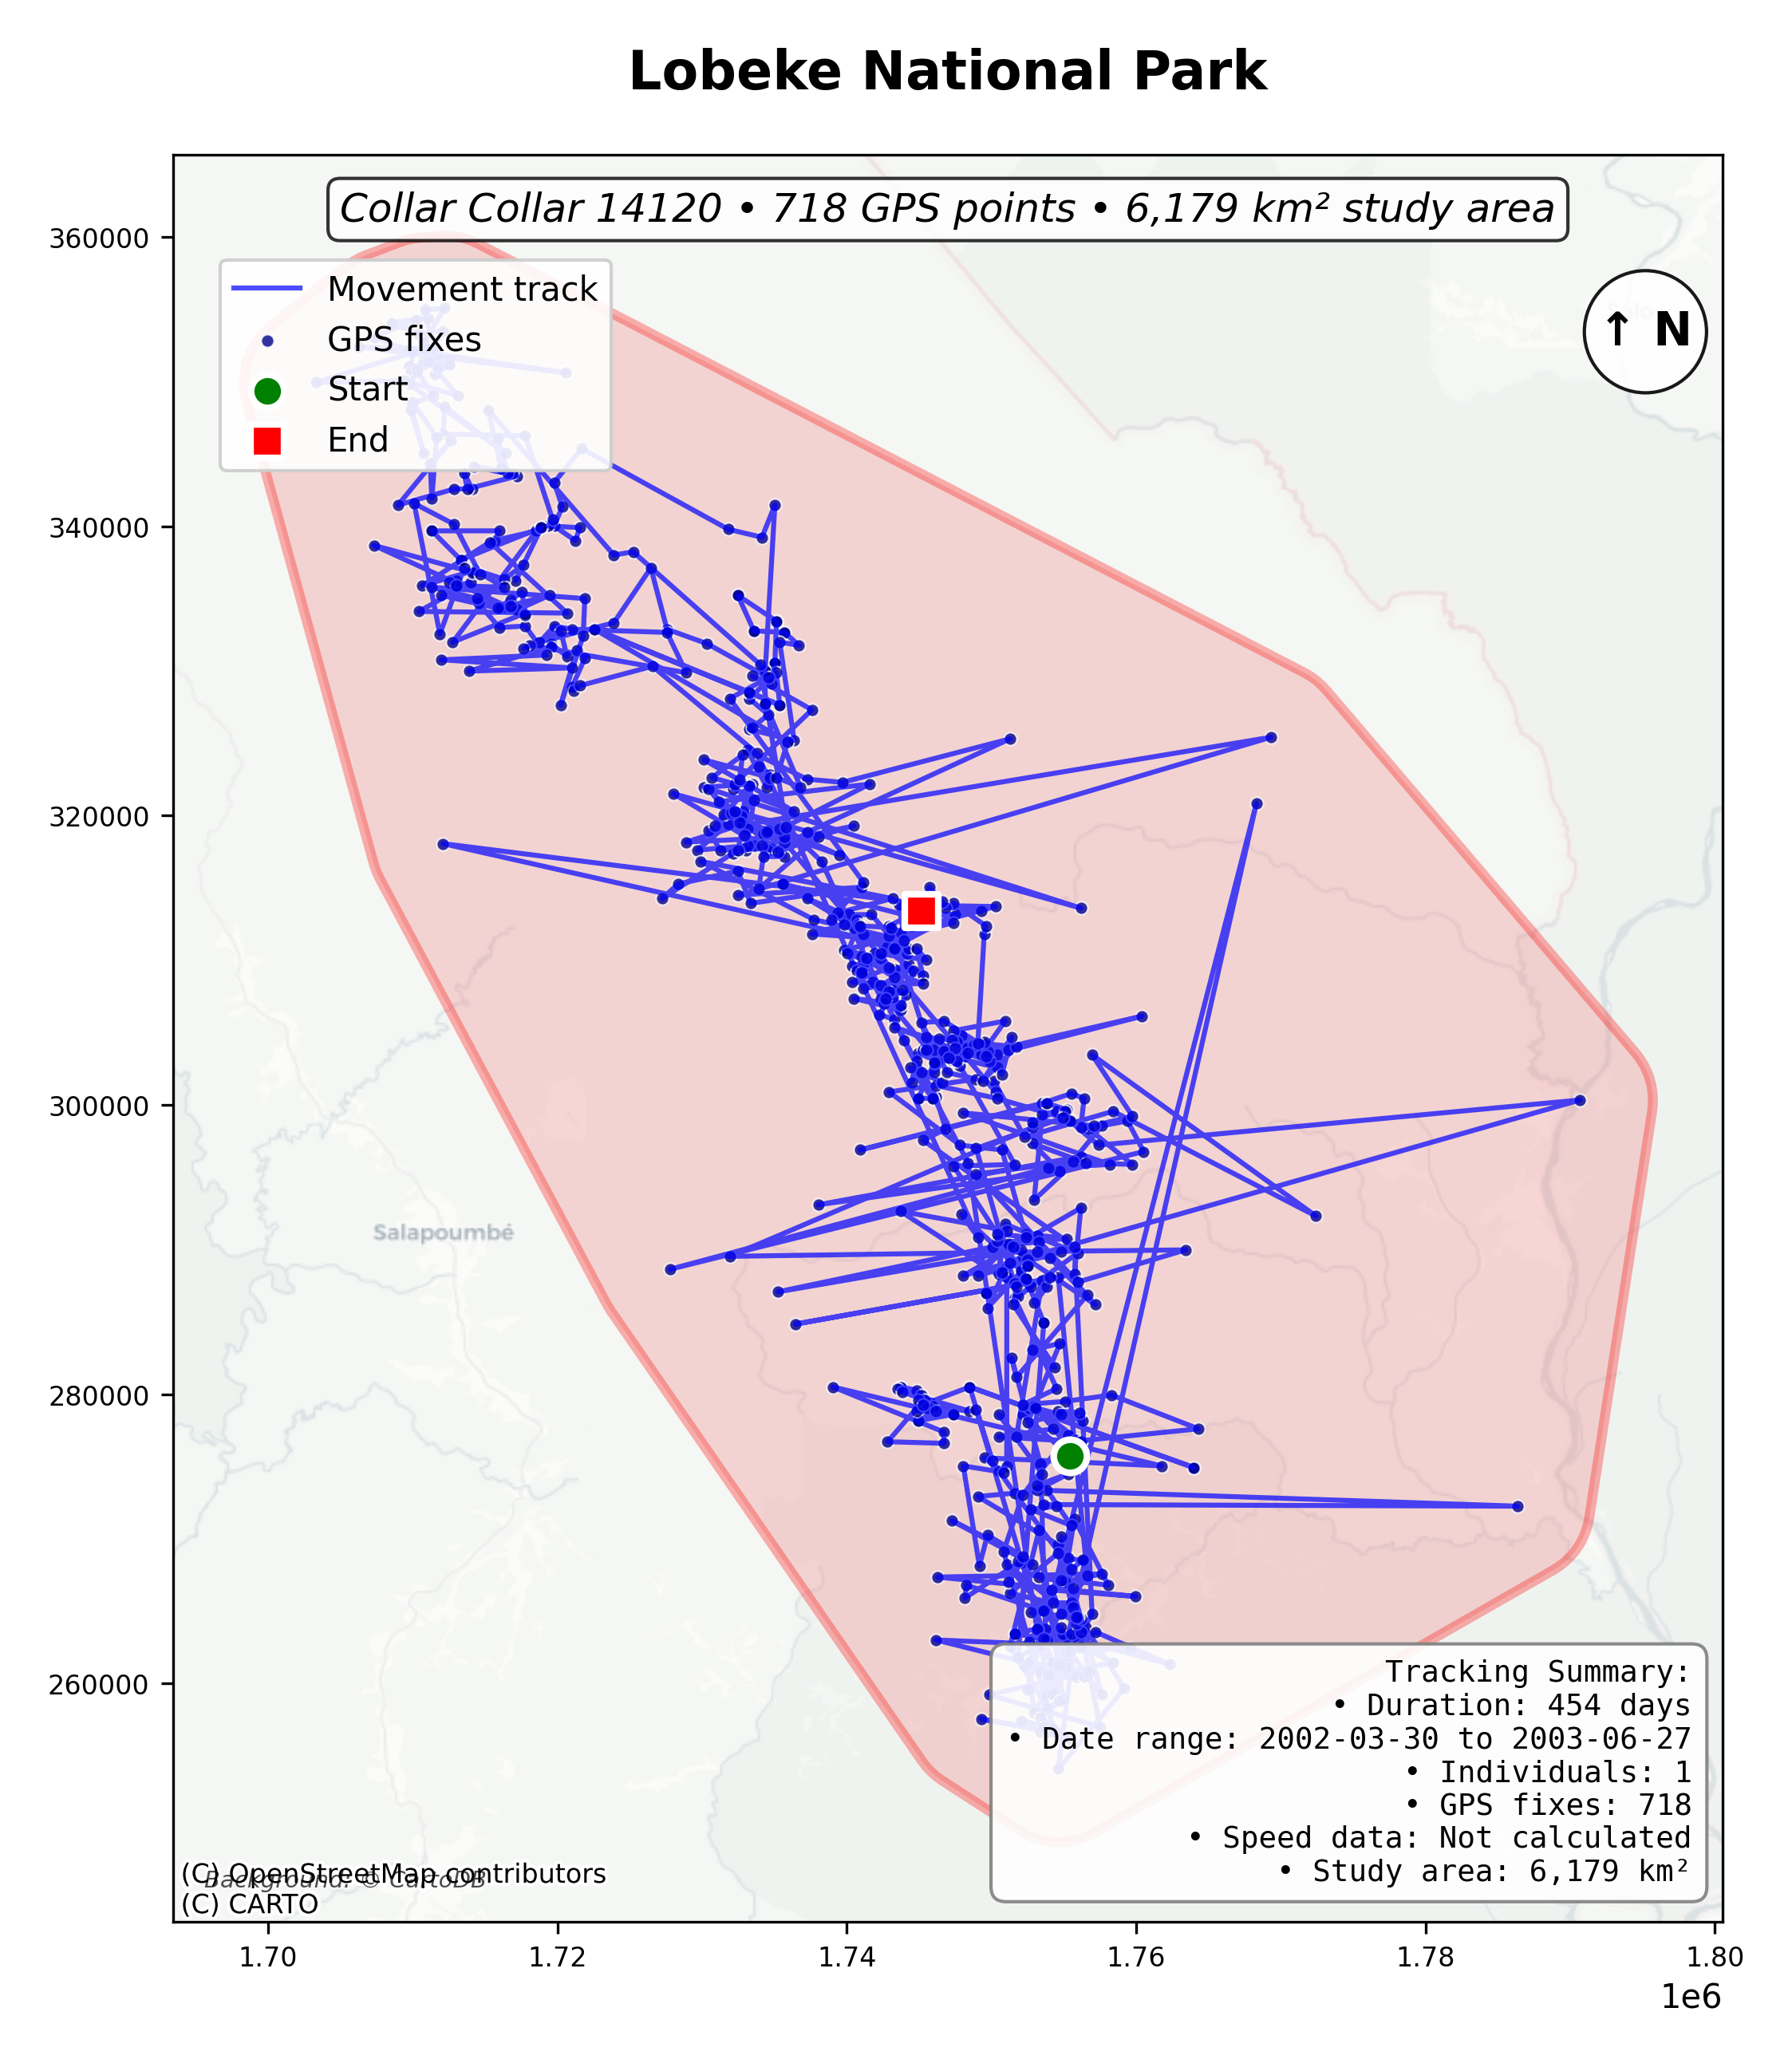 Lobeke National Park
Collar Collar 14120 • 718 GPS points • 6,179 km² study area
Movement track
GPS fixes
Start
End
↑ N
360000
340000
320000
300000
280000
260000
Salapoumbé
Tracking Summary:
• Duration: 454 days
• Date range: 2002-03-30 to 2003-06-27
• Individuals: 1
• GPS fixes: 718
• Speed data: Not calculated
• Study area: 6,179 km²
(C) OpenStreetMap contributors
Background: © CartoDB
(C) CARTO
1.70
1.72
1.74
1.76
1.78
1.80
1e6